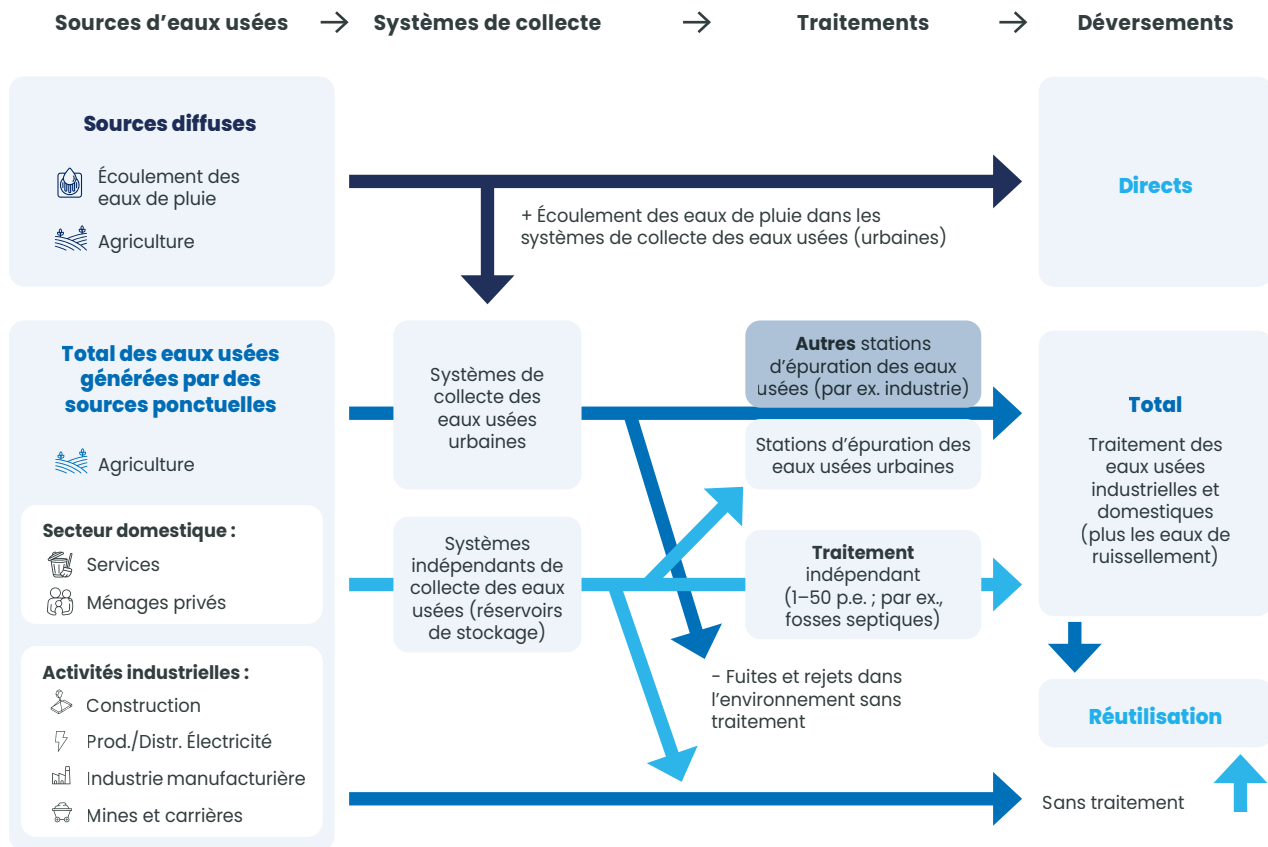 Sources d’eaux usées → Systèmes de collecte → Traitements → Déversements
Sources diffuses
Écoulement des
eaux de pluie
Agriculture
+ Écoulement des eaux de pluie dans les
systèmes de collecte des eaux usées (urbaines)
Directs
Total des eaux usées
générées par des
sources ponctuelles
Agriculture
Secteur domestique :
Services
Ménages privés
Activités industrielles :
Construction
Prod./Distr. Électricité
Industrie manufacturière
Mines et carrières
Systèmes de
collecte des
eaux usées
urbaines
Systèmes
indépendants de
collecte des eaux
usées (réservoirs
de stockage)
Autres stations
d’épuration des eaux
usées (par ex. industrie)
Stations d’épuration des
eaux usées urbaines
Traitement
indépendant
(1–50 p.e. ; par ex.,
fosses septiques)
- Fuites et rejets dans
l’environnement sans
traitement
Total
Traitement des
eaux usées
industrielles et
domestiques
(plus les eaux de
ruissellement)
Réutilisation
Sans traitement